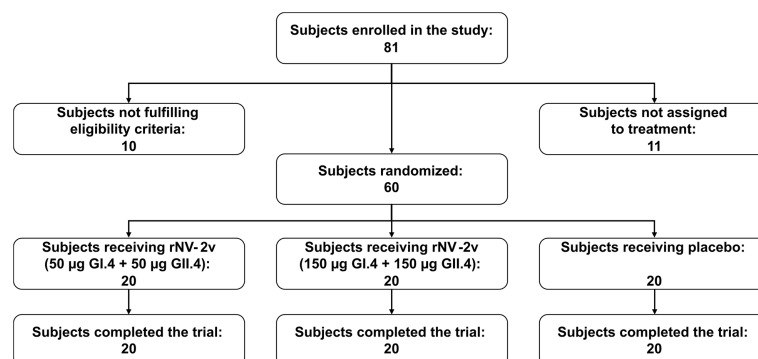 Subjects enrolled in the study:
81
Subjects not fulfilling
eligibility criteria:
10
Subjects not assigned
to treatment:
11
Subjects randomized:
60
Subjects receiving rNV-2v
(50 µg GI.4 + 50 µg GII.4):
20
Subjects receiving rNV-2v
(150 µg GI.4 + 150 µg GII.4):
20
Subjects receiving placebo:
20
Subjects completed the trial:
20
Subjects completed the trial:
20
Subjects completed the trial:
20